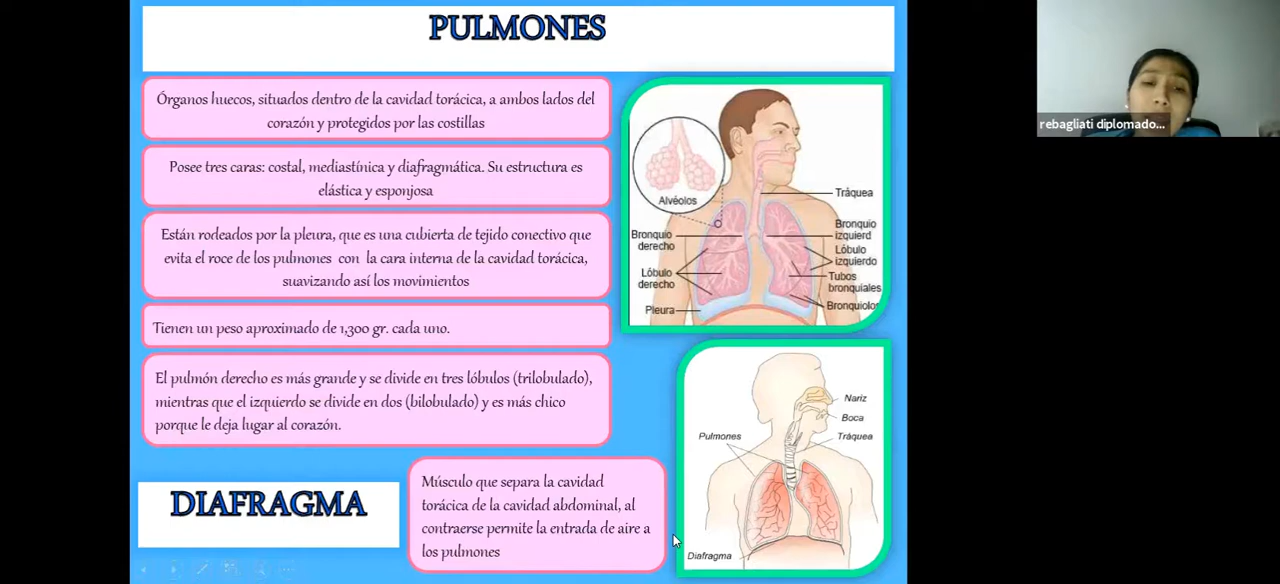 PULMONES
Órganos huecos, situados dentro de la cavidad torácica, a ambos lados del
corazón y protegidos por las costillas
Posee tres caras: costal, mediastínica y diafragmática. Su estructura es
elástica y esponjosa
Están rodeados por la pleura, que es una cubierta de tejido conectivo que
evita el roce de los pulmones con la cara interna de la cavidad torácica,
suavizando así los movimientos
Tienen un peso aproximado de 1,300 gr. cada uno.
El pulmón derecho es más grande y se divide en tres lóbulos (trilobulado),
mientras que el izquierdo se divide en dos (bilobulado) y es más chico
porque le deja lugar al corazón.
DIAFRAGMA
Músculo que separa la cavidad
torácica de la cavidad abdominal, al
contraerse permite la entrada de aire a
los pulmones
Alvéolos
Tráquea
Bronquio
derecho
Bronquio
izquierd
Lóbulo
izquierdo
Lóbulo
derecho
Tubos
bronquiales
Bronquiolos
Pleura
Nariz
Boca
Pulmones
Tráquea
Diafragma
rebagliati diplomado...